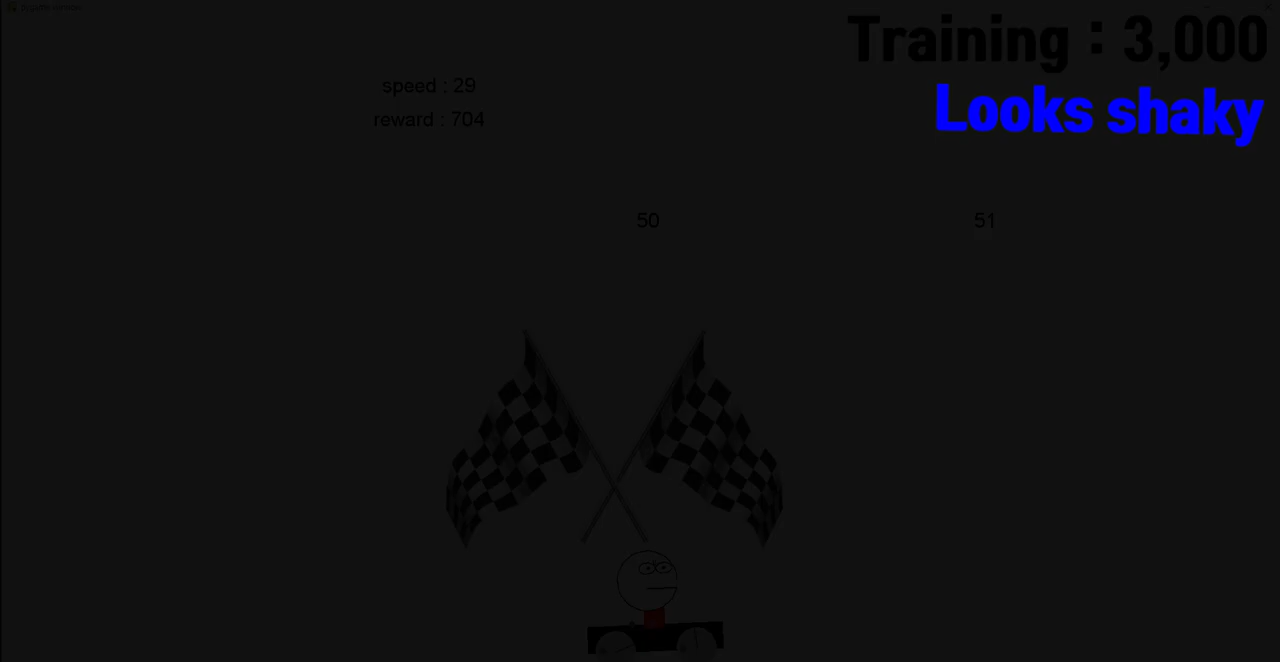 Training : 3,000
Looks shaky
speed : 29
reward : 704
50 51